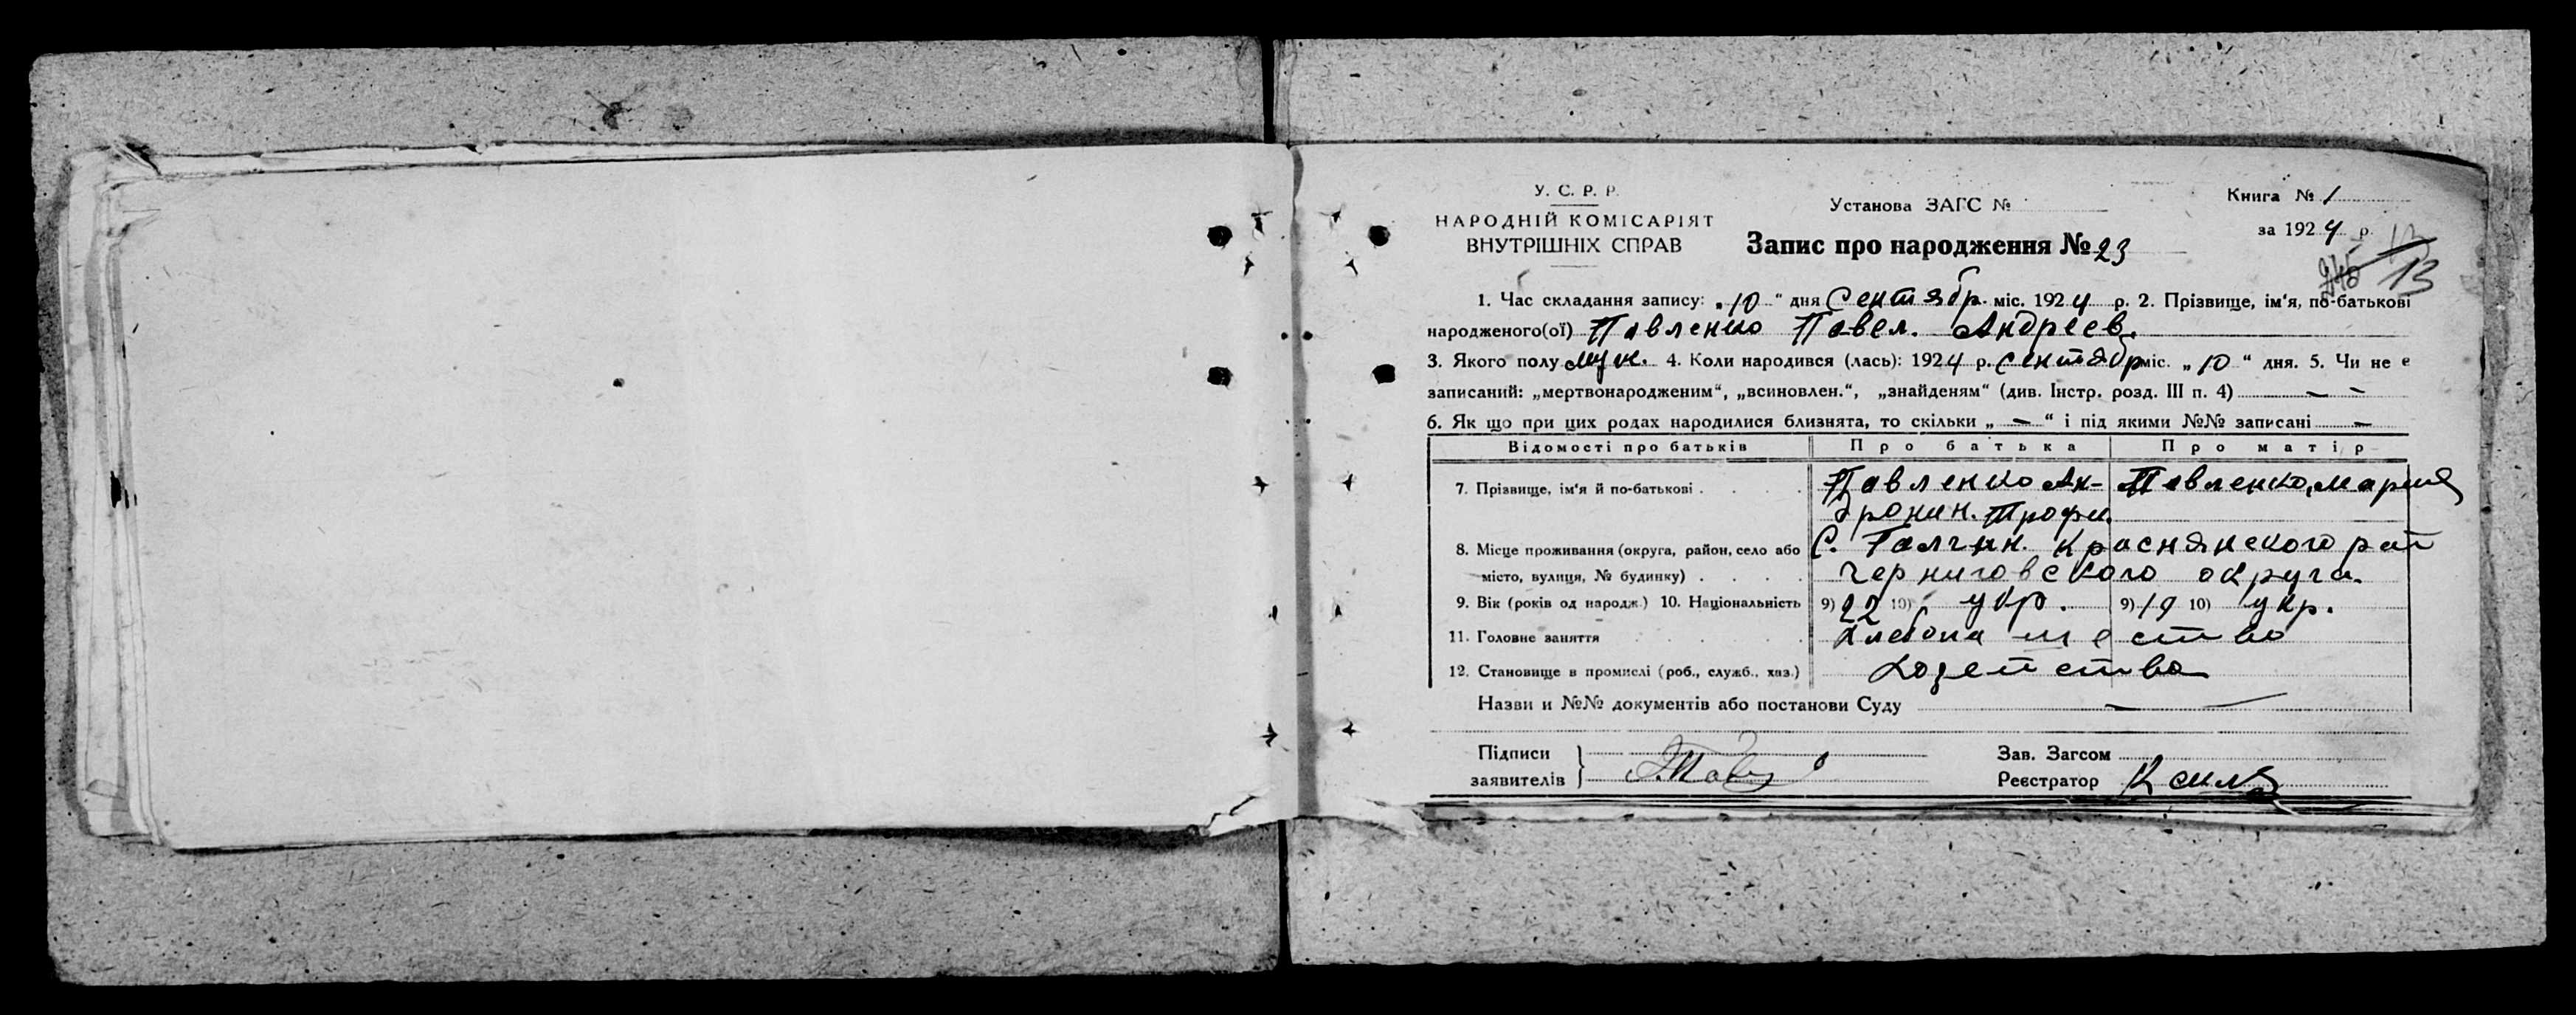 У. С. Р. Р.
НАРОДНІЙ КОМІСАРІЯТ
ВНУТРІШНІХ СПРАВ
Установа ЗАГС №
Запис про народження № 23
Книга № 1
за 1924 р.
13
1. Час складання запису: „10“ дня Сентябр. міс. 1924 р. 2. Прізвище, ім'я, по-батькові
народженого(ої) Павленко Павел. Андреев.
3. Якого полу муж. 4. Коли народився (лась): 1924 р. сентябр міс. „10“ дня. 5. Чи не є
записаний: „мертвонародженим“, „всиновлен.“, „знайденям“ (див. Інстр. розд. III п. 4) — —
6. Як що при цих родах народилися близнята, то скільки „—“ і під якими №№ записані —
Відомості про батьків Про батька Про матір
7. Прізвище, ім'я й по-батькові . . . . Павленко Ан- Павленко, Мария
Трофи.
8. Місце проживання (округа, район, село або С. Краснянского рай
місто, вулиця, № будинку) . . . . Черниговского округа.
9. Вік (років од народж.) 10. Національність 9) 22 10) укр. 9) 19 10) укр.
11. Головне заняття . . . . Хлебопашество
12. Становище в промислі (роб., служб., хаз.) Хозейства
Назви и №№ документів або постанови Суду — —
Підписи
заявителів
Зав. Загсом
Реєстратор